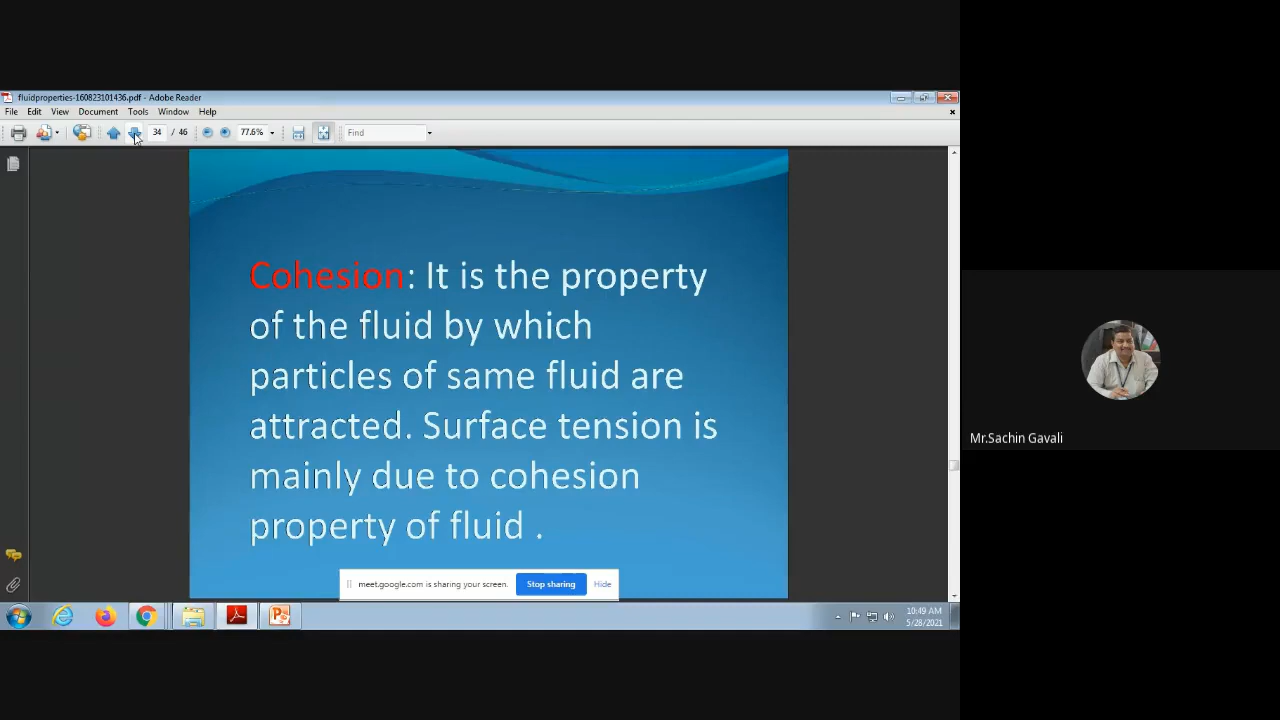 fluidproperties-160823101436.pdf - Adobe Reader
File Edit View Document Tools Window Help
34 / 46 77.6% Find
Cohesion: It is the property
of the fluid by which
particles of same fluid are
attracted. Surface tension is
mainly due to cohesion
property of fluid .
Mr.Sachin Gavali
meet.google.com is sharing your screen. Stop sharing Hide
10:49 AM
5/28/2021